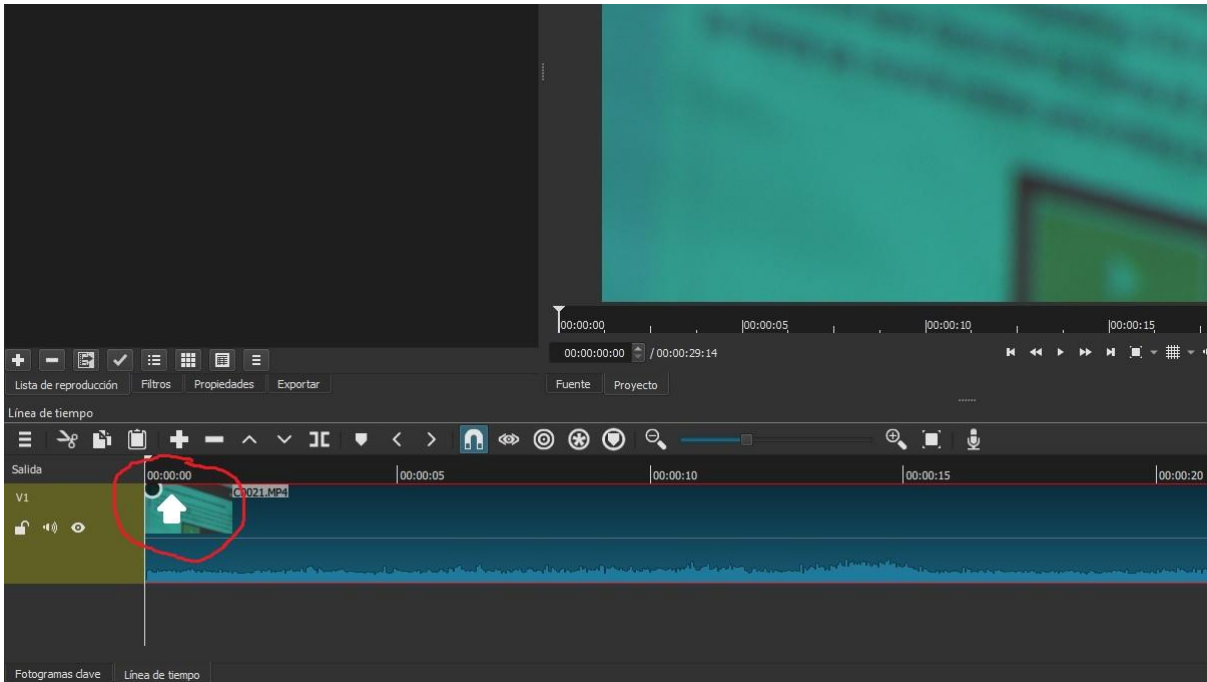 00:00:00 00:00:05 00:00:10 00:00:15
00:00:00:00 / 00:00:29:14
Lista de reproducción Filtros Propiedades Exportar
Fuente Proyecto
Línea de tiempo
Salida
00:00:00 00:00:05 00:00:10 00:00:15 00:00:20
V1
C0021.MP4
Fotogramas clave Línea de tiempo